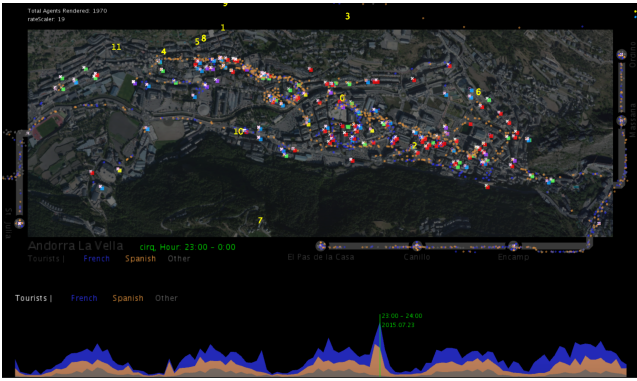 Total Agents Rendered: 1970
rateScaler: 19
9
3
1
5 8
11
4
6
6
10
2
7
Andorra La Vella cirq, Hour 23:00 - 0:00
Tourists | French Spanish Other
El Pas de la Casa Canillo Encamp
Tourists | French Spanish Other
23:00 - 24:00
2015.07.23